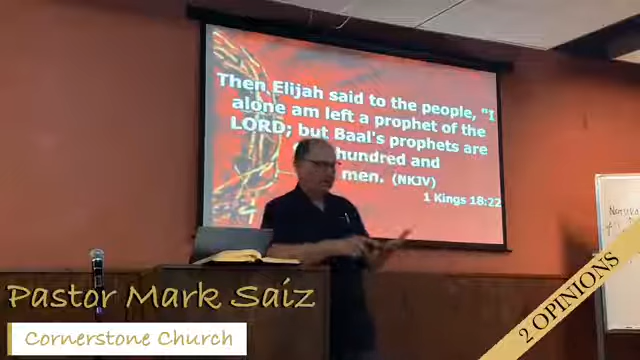 Then Elijah said to the people, "I
alone am left a prophet of the
LORD; but Baal's prophets are
hundred and
men. (NKJV)
1 Kings 18:22
Pastor Mark Saiz
Cornerstone Church
2 OPINIONS